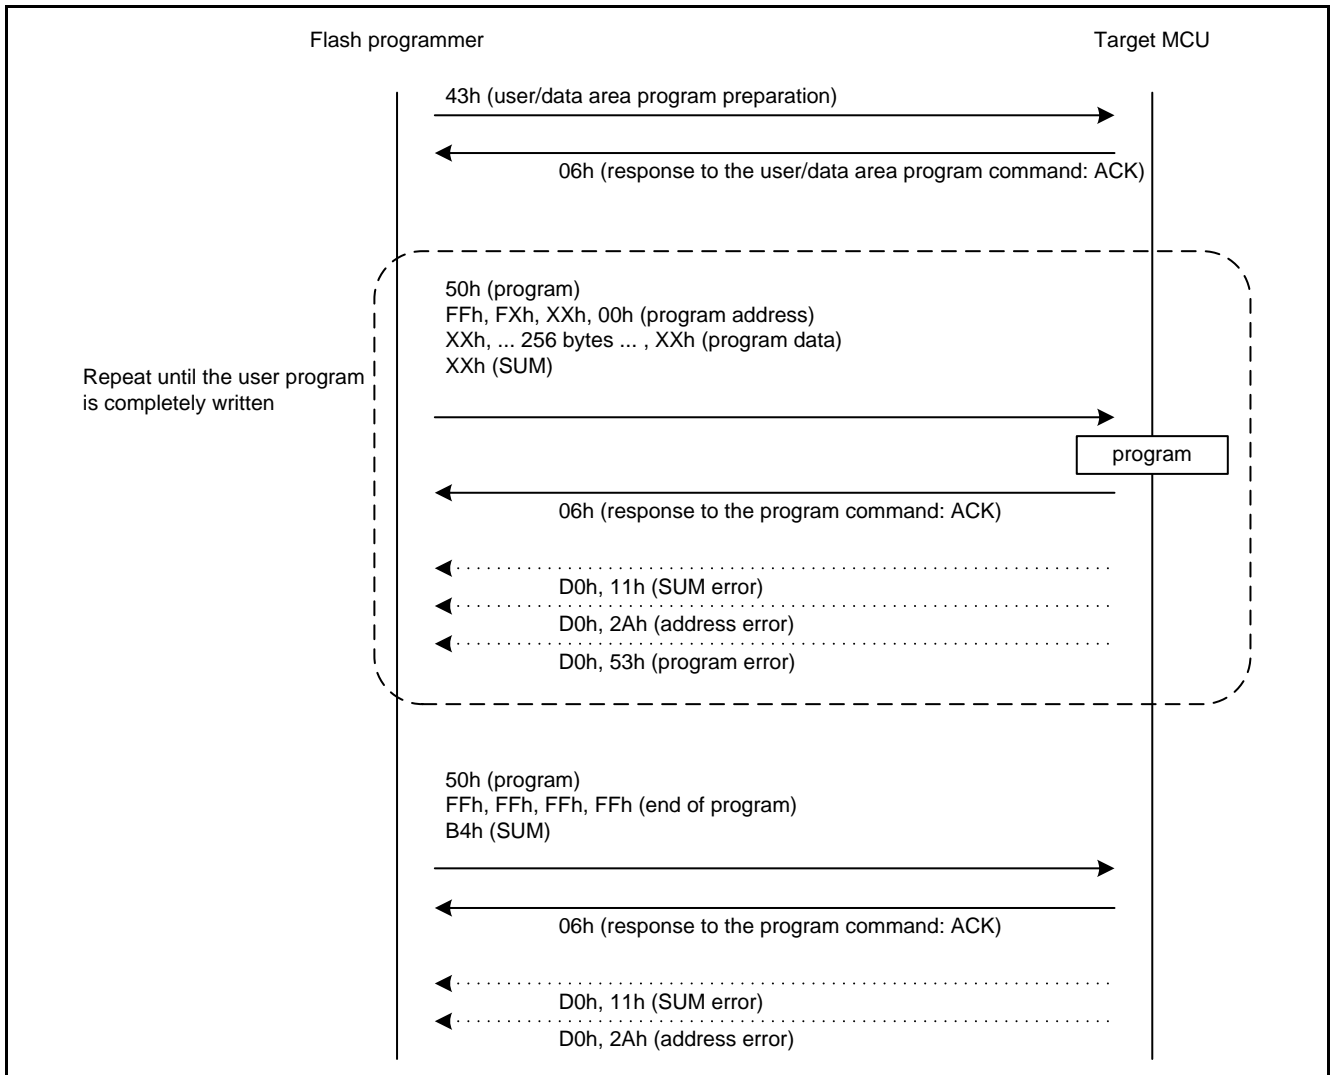 Flash programmer
Target MCU
43h (user/data area program preparation)
06h (response to the user/data area program command: ACK)
50h (program)
FFh, FXh, XXh, 00h (program address)
XXh, ... 256 bytes ... , XXh (program data)
XXh (SUM)
Repeat until the user program
is completely written
program
06h (response to the program command: ACK)
D0h, 11h (SUM error)
D0h, 2Ah (address error)
D0h, 53h (program error)
50h (program)
FFh, FFh, FFh, FFh (end of program)
B4h (SUM)
06h (response to the program command: ACK)
D0h, 11h (SUM error)
D0h, 2Ah (address error)